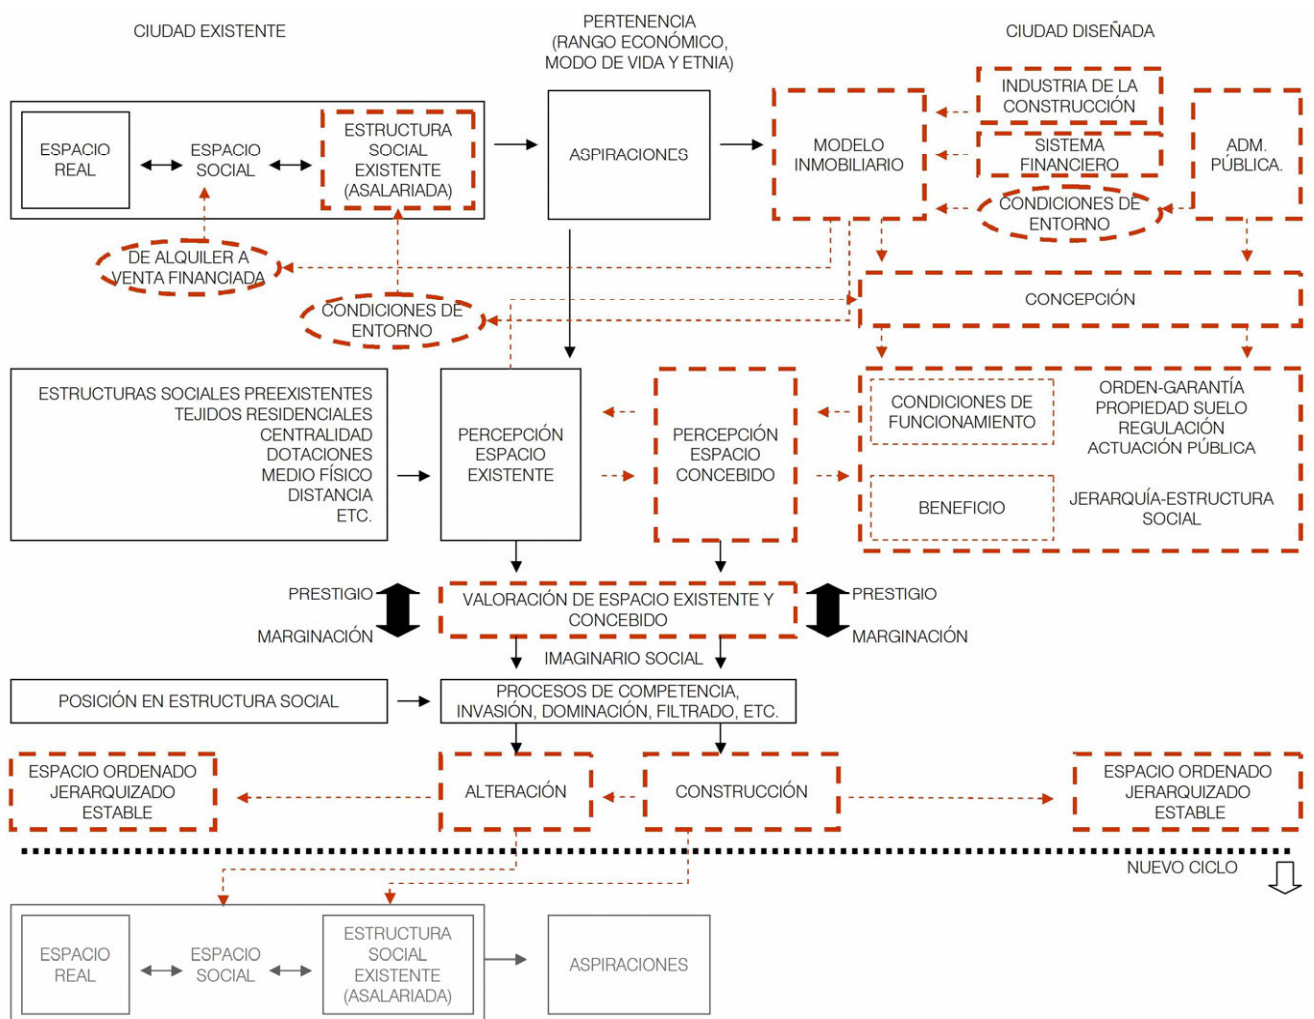 CIUDAD EXISTENTE
PERTENENCIA
(RANGO ECONÓMICO,
MODO DE VIDA Y ETNIA)
CIUDAD DISEÑADA
ESPACIO
REAL
ESPACIO
SOCIAL
ESTRUCTURA
SOCIAL
EXISTENTE
(ASALARIADA)
ASPIRACIONES
MODELO
INMOBILIARIO
INDUSTRIA DE LA
CONSTRUCCIÓN
SISTEMA
FINANCIERO
CONDICIONES DE
ENTORNO
ADM.
PÚBLICA.
DE ALQUILER A
VENTA FINANCIADA
CONDICIONES DE
ENTORNO
CONCEPCIÓN
ESTRUCTURAS SOCIALES PREEXISTENTES
TEJIDOS RESIDENCIALES
CENTRALIDAD
DOTACIONES
MEDIO FÍSICO
DISTANCIA
ETC.
PERCEPCIÓN
ESPACIO
EXISTENTE
PERCEPCIÓN
ESPACIO
CONCEBIDO
CONDICIONES DE
FUNCIONAMIENTO
ORDEN-GARANTÍA
PROPIEDAD SUELO
REGULACIÓN
ACTUACIÓN PÚBLICA
BENEFICIO
JERARQUÍA-ESTRUCTURA
SOCIAL
PRESTIGIO
MARGINACIÓN
VALORACIÓN DE ESPACIO EXISTENTE Y
CONCEBIDO
PRESTIGIO
MARGINACIÓN
IMAGINARIO SOCIAL
POSICIÓN EN ESTRUCTURA SOCIAL
PROCESOS DE COMPETENCIA,
INVASIÓN, DOMINACIÓN, FILTRADO, ETC.
ESPACIO ORDENADO
JERARQUIZADO
ESTABLE
ALTERACIÓN
CONSTRUCCIÓN
ESPACIO ORDENADO
JERARQUIZADO
ESTABLE
NUEVO CICLO
ESPACIO
REAL
ESPACIO
SOCIAL
ESTRUCTURA
SOCIAL
EXISTENTE
(ASALARIADA)
ASPIRACIONES